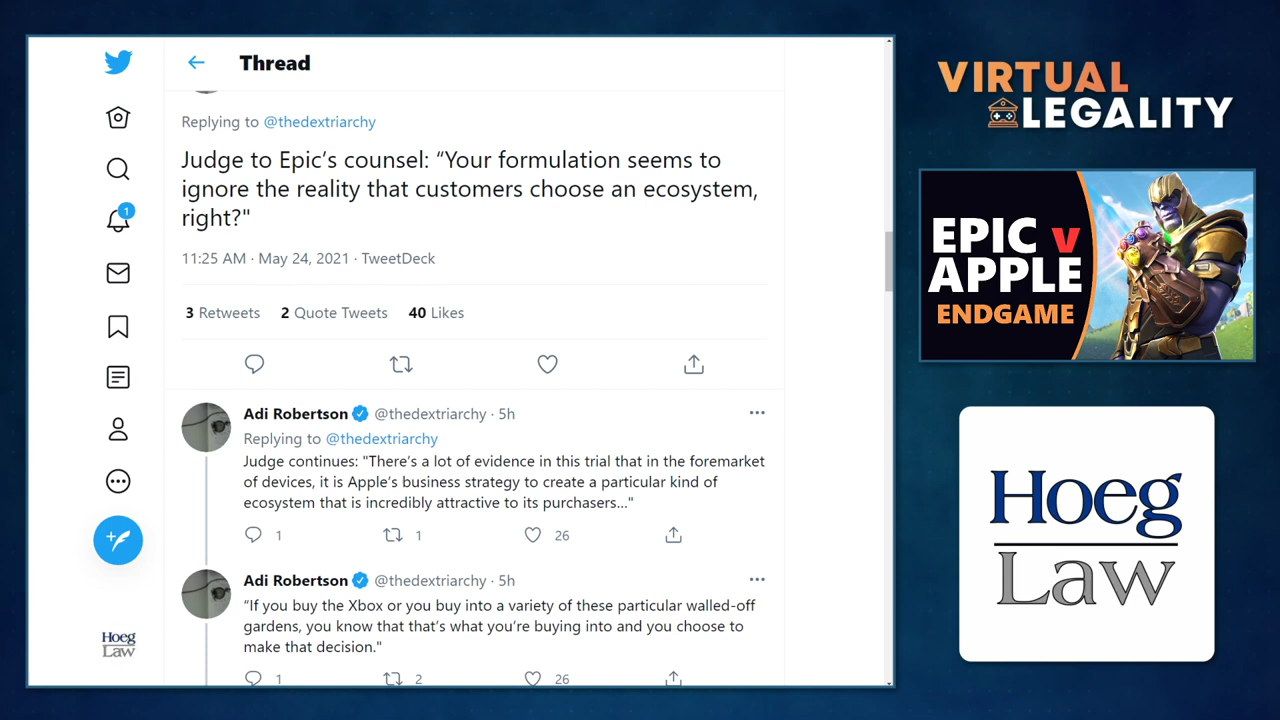 Thread
Replying to @thedextriarchy
Judge to Epic's counsel: “Your formulation seems to
ignore the reality that customers choose an ecosystem,
right?"
11:25 AM · May 24, 2021 · TweetDeck
3 Retweets 2 Quote Tweets 40 Likes
Adi Robertson @thedextriarchy · 5h
Replying to @thedextriarchy
Judge continues: "There's a lot of evidence in this trial that in the foremarket
of devices, it is Apple's business strategy to create a particular kind of
ecosystem that is incredibly attractive to its purchasers..."
1 1 26
Adi Robertson @thedextriarchy · 5h
“If you buy the Xbox or you buy into a variety of these particular walled-off
gardens, you know that that's what you're buying into and you choose to
make that decision."
1 2 26
1
Hoeg
Law
VIRTUAL
LEGALITY
EPIC v
APPLE
ENDGAME
Hoeg
Law